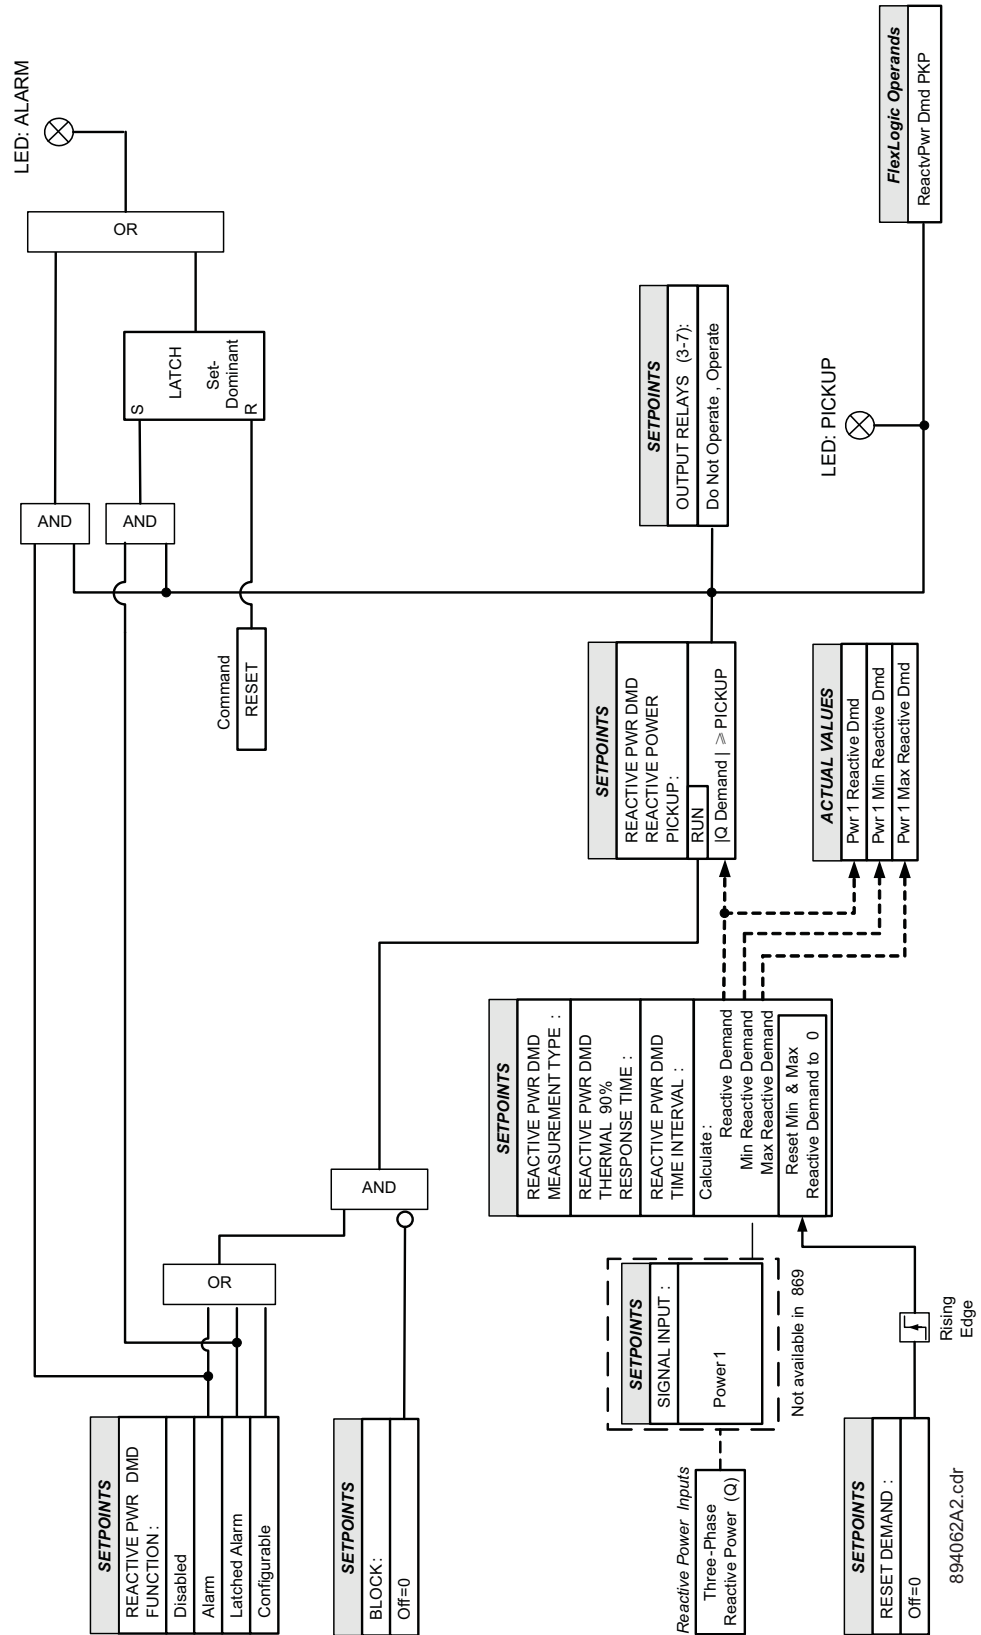 SETPOINTS
REACTIVE PWR DMD
FUNCTION :
Disabled
Alarm
Latched Alarm
Configurable
SETPOINTS
BLOCK :
Off=0
Reactive Power Inputs
Three-Phase
Reactive Power (Q)
SETPOINTS
RESET DEMAND :
Off=0
894062A2.cdr
OR
AND
SETPOINTS
SIGNAL INPUT :
Power 1
Not available in 869
Rising
Edge
SETPOINTS
REACTIVE PWR DMD
MEASUREMENT TYPE :
REACTIVE PWR DMD
THERMAL 90%
RESPONSE TIME :
REACTIVE PWR DMD
TIME INTERVAL :
Calculate :
Reactive Demand
Min Reactive Demand
Max Reactive Demand
Reset Min & Max
Reactive Demand to 0
Command
RESET
SETPOINTS
REACTIVE PWR DMD
REACTIVE POWER
PICKUP :
RUN
|Q Demand| ⩾ PICKUP
ACTUAL VALUES
Pwr 1 Reactive Dmd
Pwr 1 Min Reactive Dmd
Pwr 1 Max Reactive Dmd
AND
AND
S
LATCH
Set-
Dominant
R
OR
LED: ALARM
SETPOINTS
OUTPUT RELAYS (3-7):
Do Not Operate , Operate
LED: PICKUP
FlexLogic Operands
ReactvPwr Dmd PKP